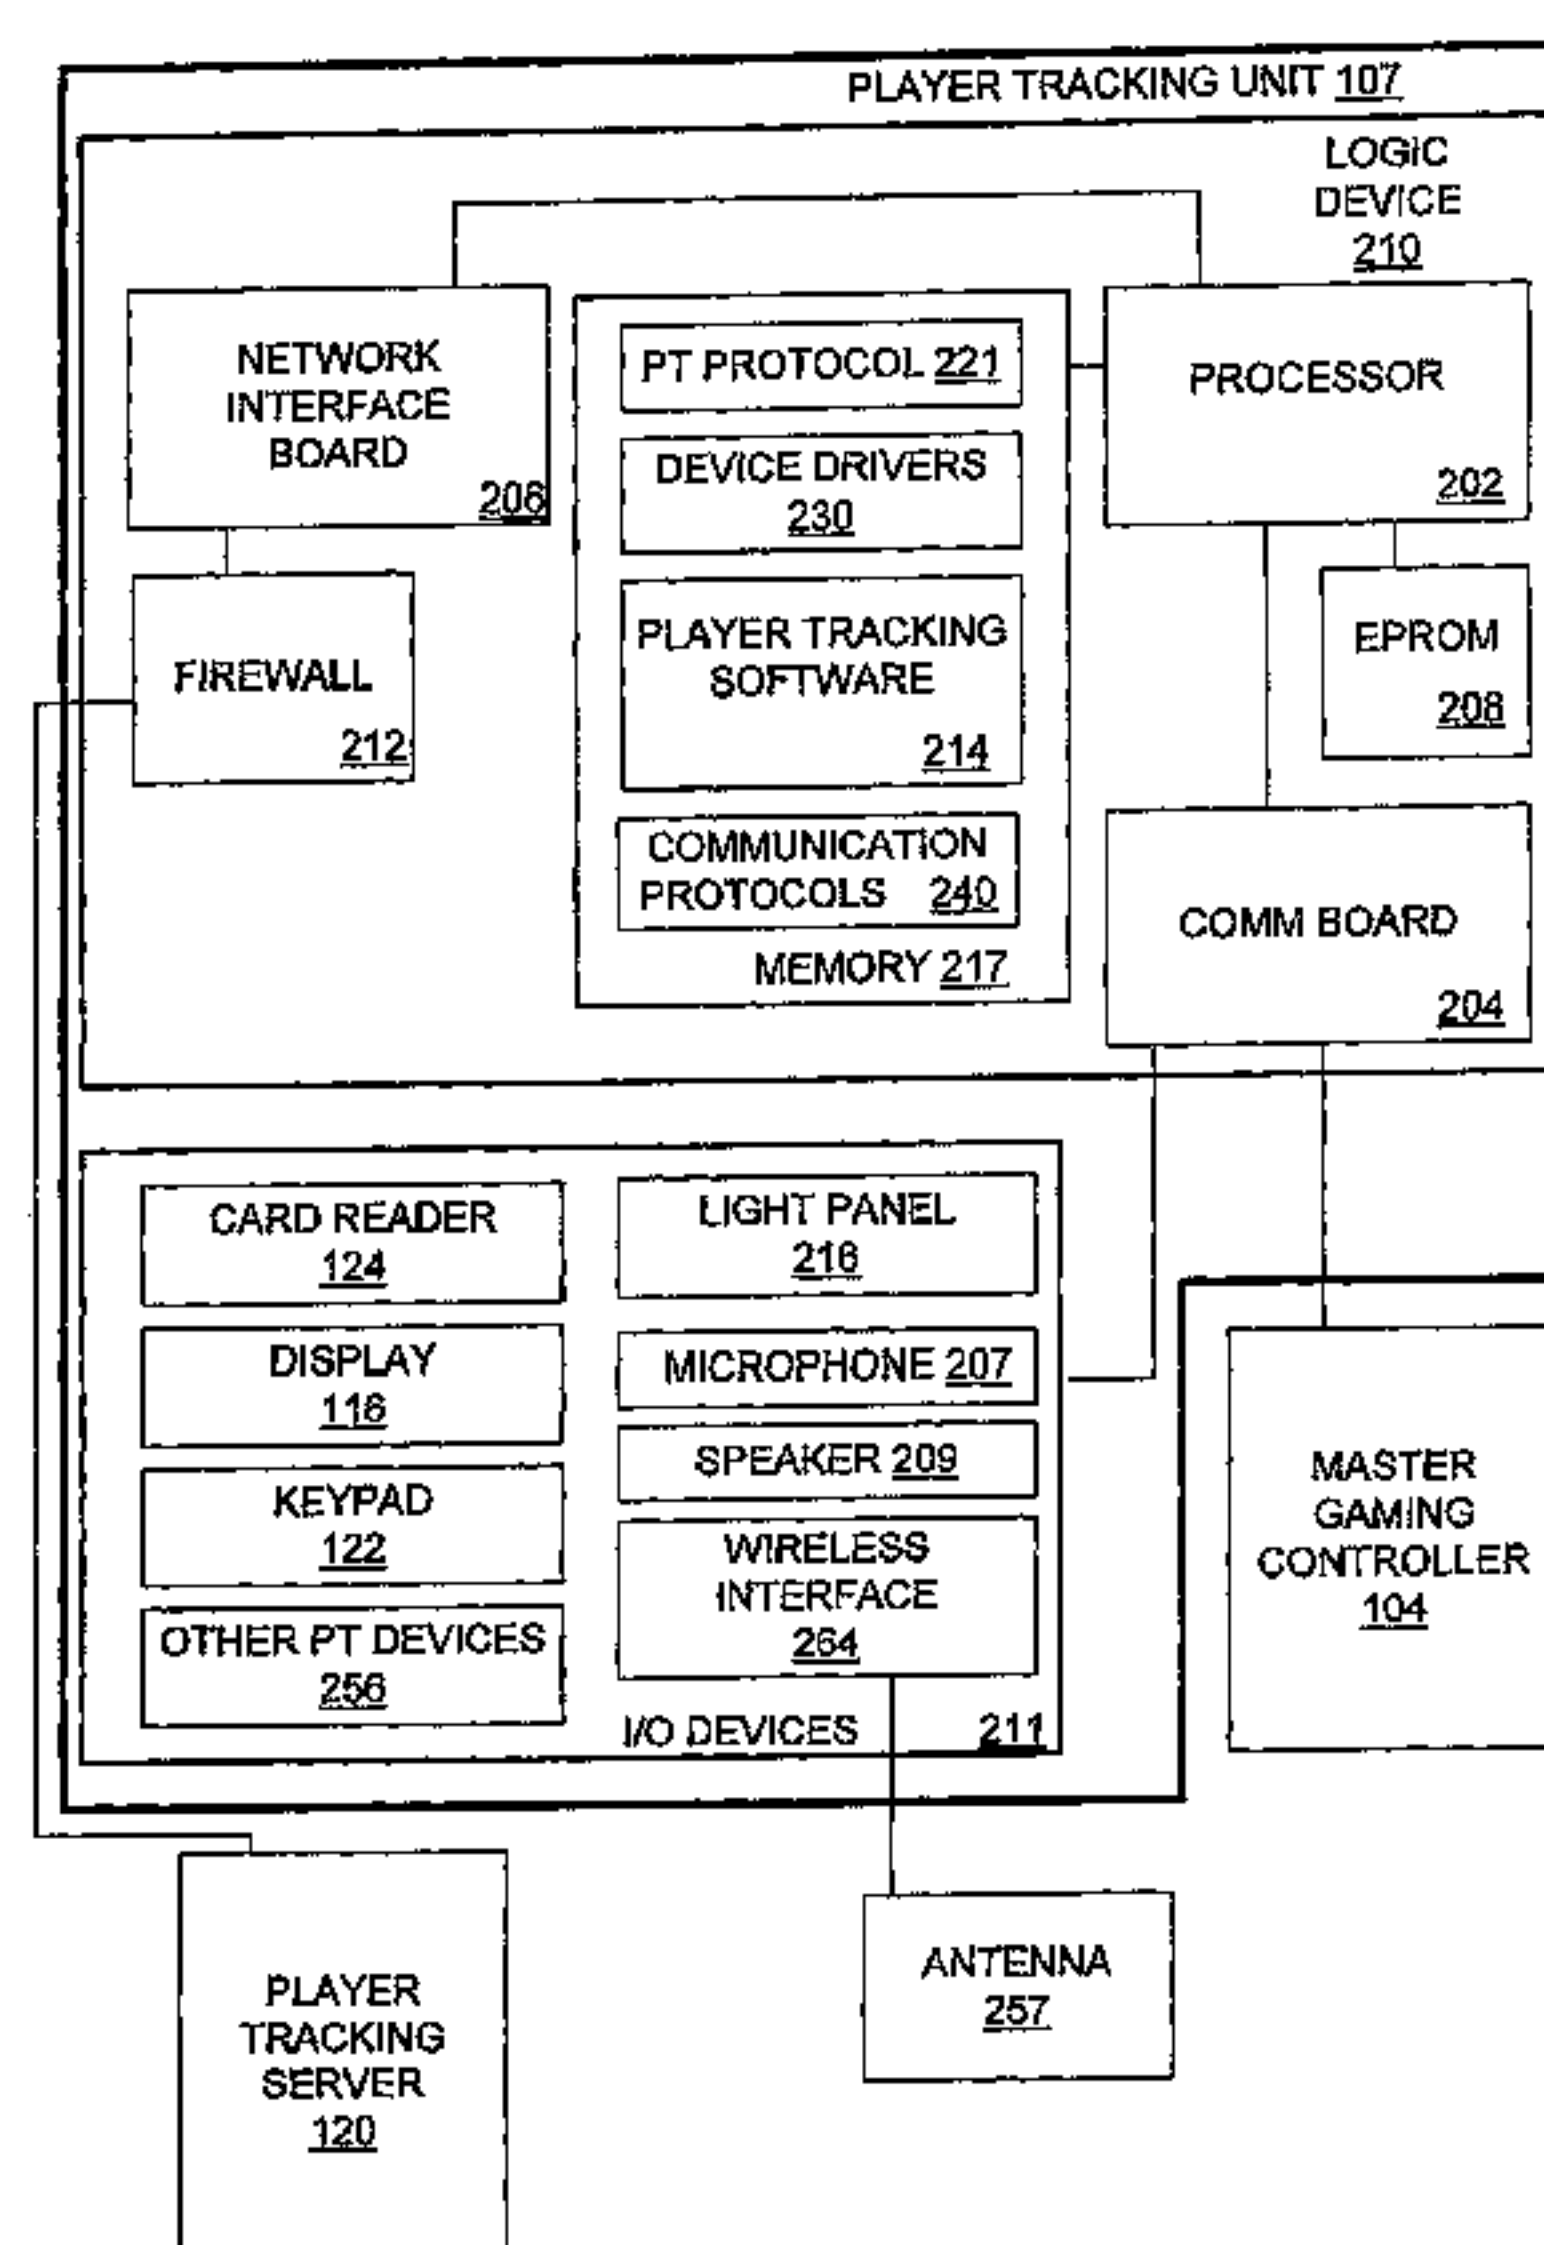 PLAYER TRACKING UNIT 107
LOGIC
DEVICE
210
NETWORK
INTERFACE
BOARD
206
PT PROTOCOL 221
DEVICE DRIVERS
230
PLAYER TRACKING
SOFTWARE
214
COMMUNICATION
PROTOCOLS 240
MEMORY 217
PROCESSOR
202
FIREWALL
212
EPROM
208
COMM BOARD
204
CARD READER
124
DISPLAY
116
KEYPAD
122
OTHER PT DEVICES
256
LIGHT PANEL
216
MICROPHONE 207
SPEAKER 209
WIRELESS
INTERFACE
264
I/O DEVICES 211
MASTER
GAMING
CONTROLLER
104
PLAYER
TRACKING
SERVER
120
ANTENNA
257